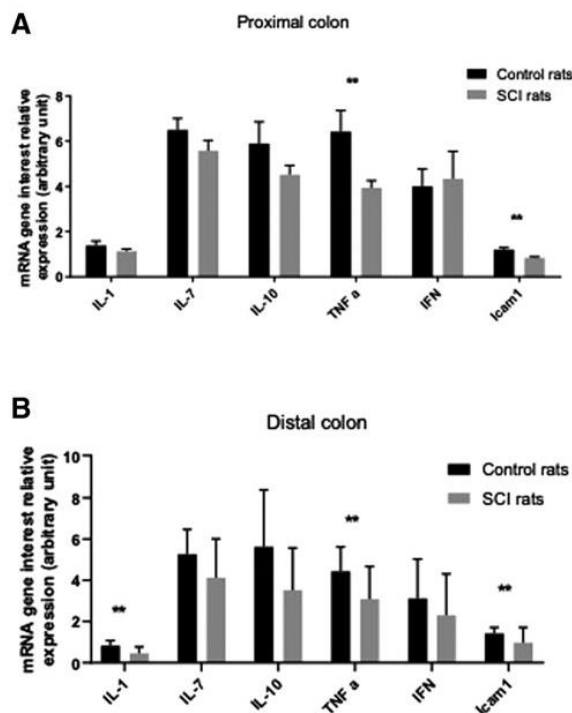 A
Proximal colon
Control rats
SCI rats
**
**
mRNA gene interest relative
expression (arbitrary unit)
8
6
4
2
0
IL-1
IL-7
IL-10
TNF a
IFN
Icam1
B
Distal colon
Control rats
SCI rats
**
**
**
mRNA gene interest relative
expression (arbitrary unit)
10
8
6
4
2
0
IL-1
IL-7
IL-10
TNF a
IFN
Icam1